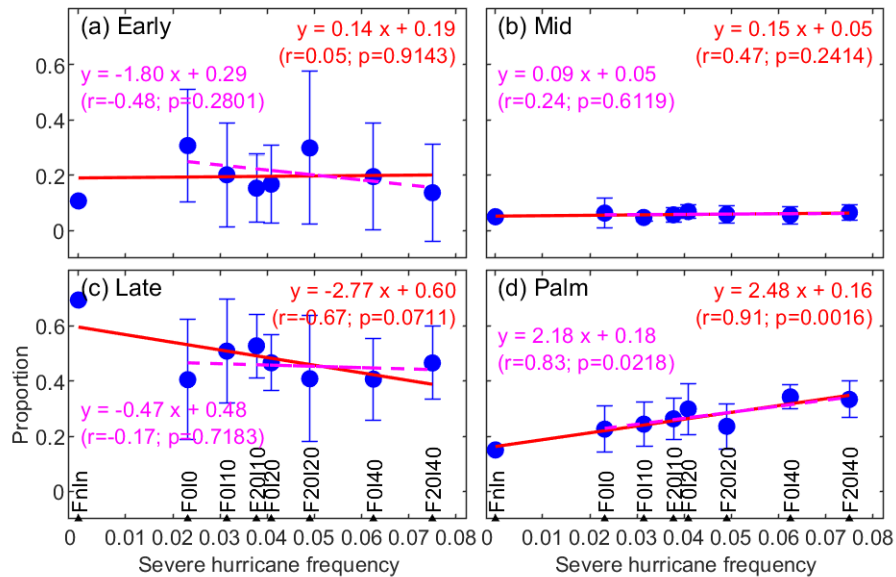 (a) Early
y = 0.14 x + 0.19
(r=0.05; p=0.9143)
y = -1.80 x + 0.29
(r=-0.48; p=0.2801)
0.6
0.4
0.2
0
(b) Mid
y = 0.15 x + 0.05
(r=0.47; p=0.2414)
y = 0.09 x + 0.05
(r=0.24; p=0.6119)
(c) Late
y = -2.77 x + 0.60
(r=-0.67; p=0.0711)
y = -0.47 x + 0.48
(r=-0.17; p=0.7183)
0.6
0.4
0.2
0
Proportion
FnIn
F0I0
F0I10
F20I10
F0I20
F20I20
F0I40
F20I40
0 0.01 0.02 0.03 0.04 0.05 0.06 0.07 0.08
Severe hurricane frequency
(d) Palm
y = 2.48 x + 0.16
(r=0.91; p=0.0016)
y = 2.18 x + 0.18
(r=0.83; p=0.0218)
FnIn
F0I0
F0I10
F20I10
F0I20
F20I20
F0I40
F20I40
0 0.01 0.02 0.03 0.04 0.05 0.06 0.07 0.08
Severe hurricane frequency